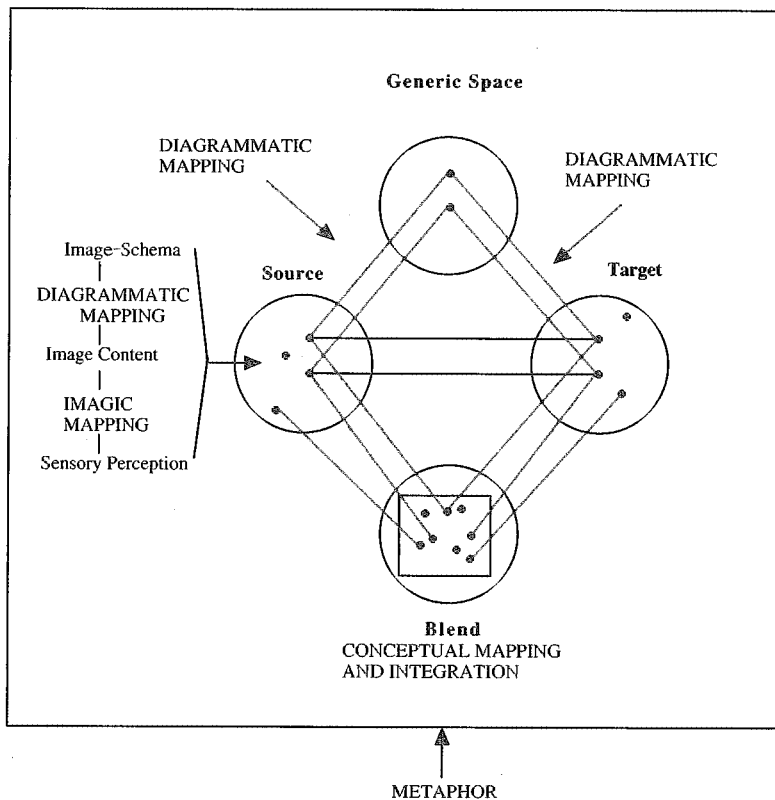 Generic Space
DIAGRAMMATIC
MAPPING
DIAGRAMMATIC
MAPPING
Image-Schema
DIAGRAMMATIC
MAPPING
Image Content
IMAGIC
MAPPING
Sensory Perception
Source
Target
Blend
CONCEPTUAL MAPPING
AND INTEGRATION
METAPHOR